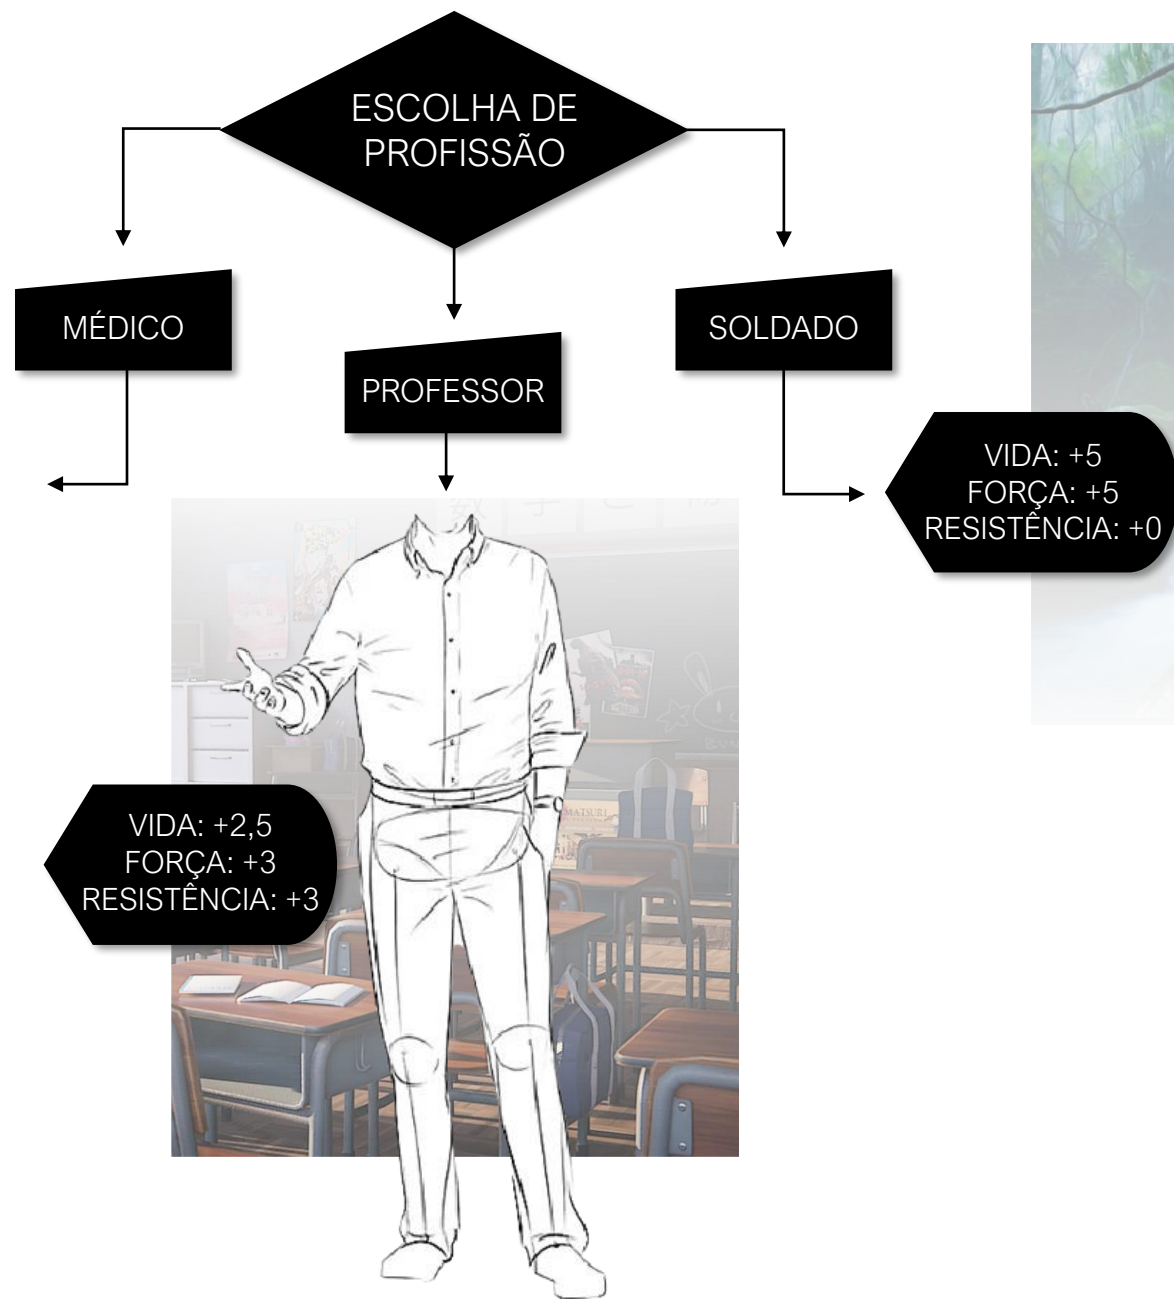 ESCOLHA DE
PROFISSÃO
MÉDICO
PROFESSOR
SOLDADO
VIDA: +5
FORÇA: +5
RESISTÊNCIA: +0
MATSURI
VIDA: +2,5
FORÇA: +3
RESISTÊNCIA: +3